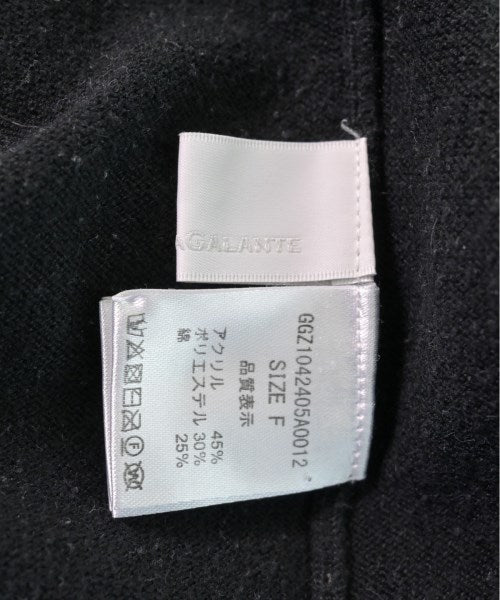 AGALANTE
GGZ1042405A0012
SIZE F
品質表示
アクリル 45%
ポリエステル 30%
綿 25%